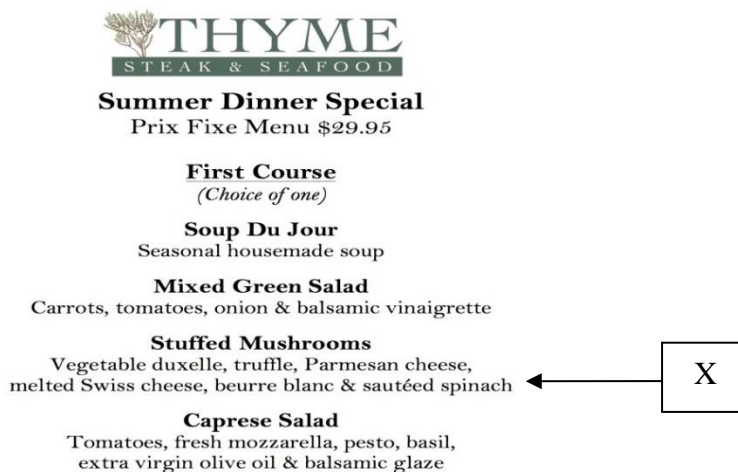 THYME
STEAK & SEAFOOD
Summer Dinner Special
Prix Fixe Menu $29.95
First Course
(Choice of one)
Soup Du Jour
Seasonal housemade soup
Mixed Green Salad
Carrots, tomatoes, onion & balsamic vinaigrette
Stuffed Mushrooms
Vegetable duxelle, truffle, Parmesan cheese,
melted Swiss cheese, beurre blanc & sautéed spinach
X
Caprese Salad
Tomatoes, fresh mozzarella, pesto, basil,
extra virgin olive oil & balsamic glaze